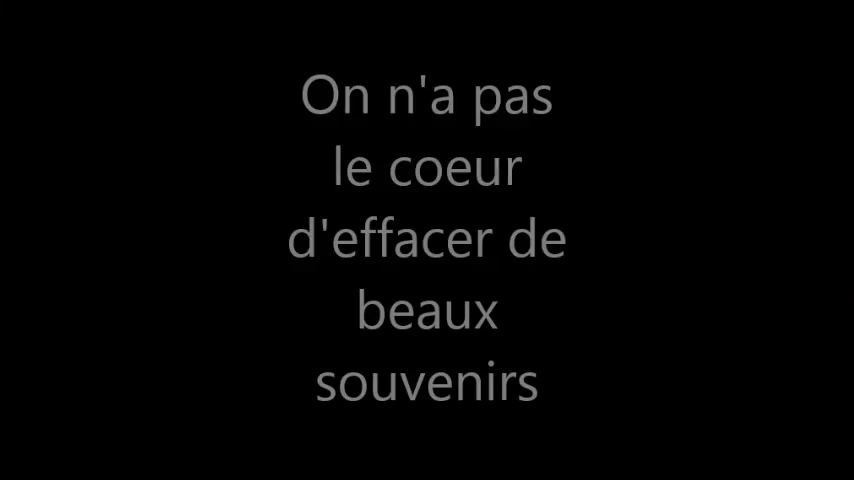 On n'a pas
le coeur
d'effacer de
beaux
souvenirs